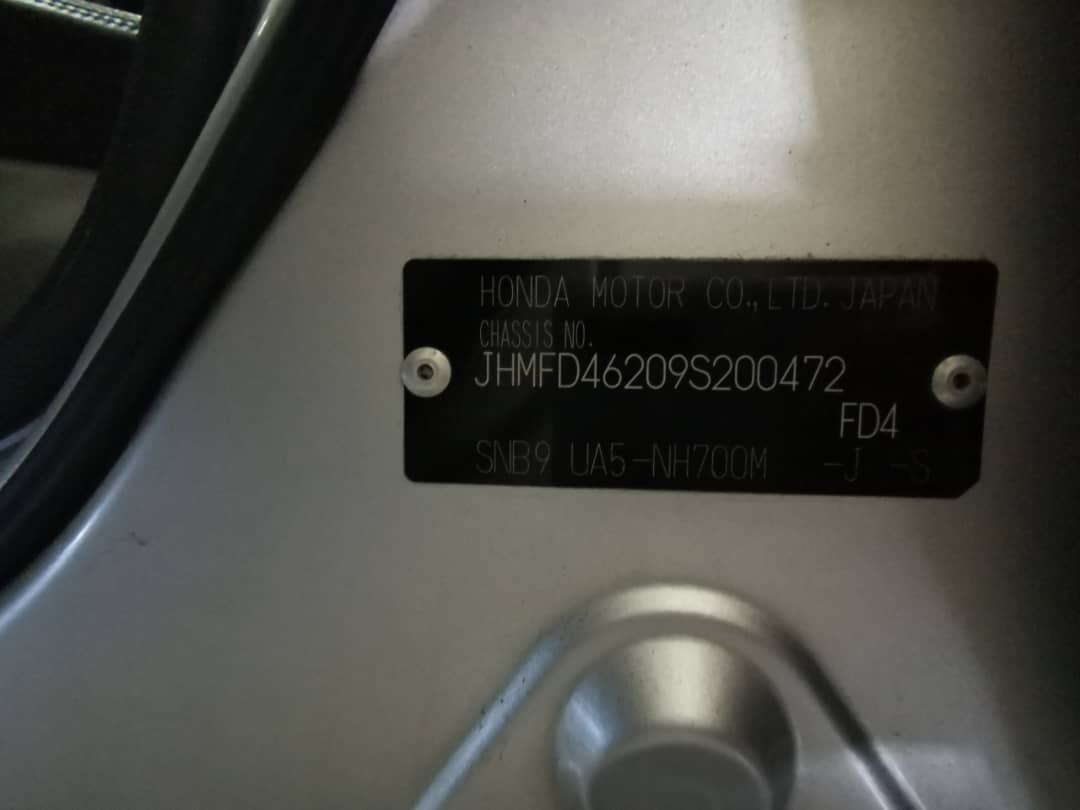 HONDA MOTOR CO.,LTD. JAPAN
CHASSIS NO.
JHMFD46209S200472
FD4
SNB9 UA5-NH700M -J -S